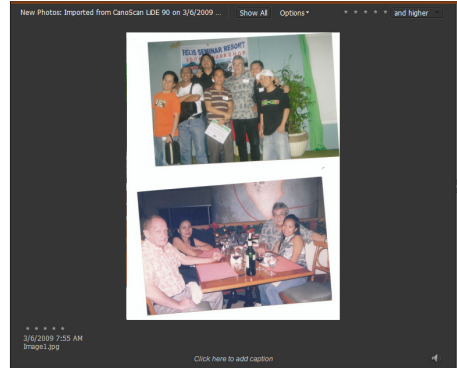 New Photos: Imported from CanoScan LiDE 90 on 3/6/2009 ...
Show All
Options
and higher
FELIS SEMINAR RESORT
3/6/2009 7:55 AM
Image1.jpg
Click here to add caption